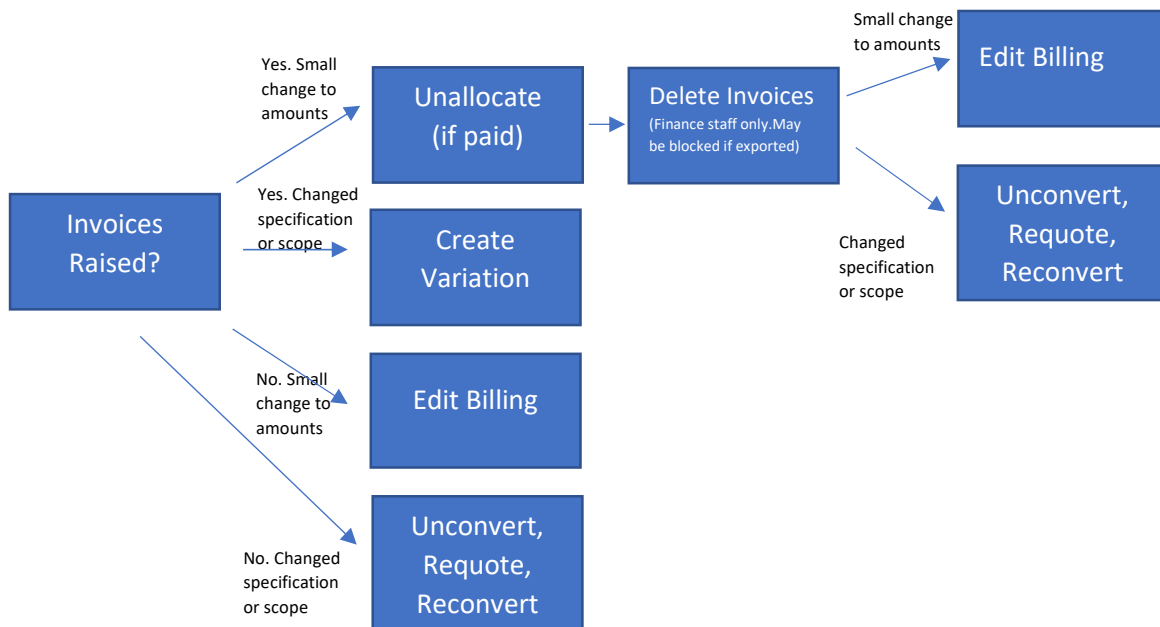 Invoices
Raised?
Yes. Small
change to
amounts
Unallocate
(if paid)
Delete Invoices
(Finance staff only.May
be blocked if exported)
Small change
to amounts
Edit Billing
Changed
specification
or scope
Unconvert,
Requote,
Reconvert
Yes. Changed
specification
or scope
Create
Variation
No. Small
change to
amounts
Edit Billing
No. Changed
specification
or scope
Unconvert,
Requote,
Reconvert